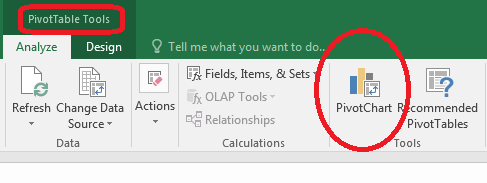 PivotTable Tools
Analyze Design Tell me what you want to do...
Refresh
Change Data
Source
Data
Actions
Fields, Items, & Sets
OLAP Tools
Relationships
Calculations
PivotChart
Recommended
PivotTables
Tools